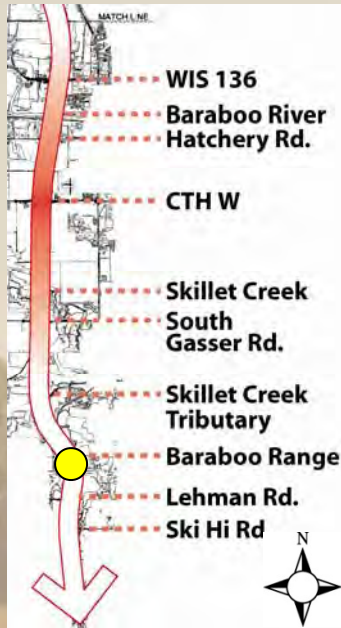 MATCH LINE
WIS 136
Baraboo River
Hatchery Rd.
CTH W
Skillet Creek
South
Gasser Rd.
Skillet Creek
Tributary
Baraboo Range
Lehman Rd.
Ski Hi Rd
N